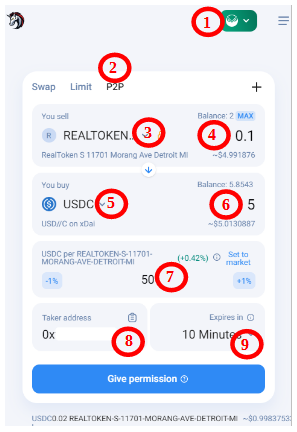 1
2
Swap Limit P2P
You sell Balance: 2 MAX
R REALTOKEN... 3 4 0.1
RealToken S 11701 Morang Ave Detroit MI ~$4.991876
You buy Balance: 5.8543
USDC 5 6 5
USD//C on xDai ~$5.0130887
USDC per REALTOKEN-S-11701-
MORANG-AVE-DETROIT-MI
(+0.42%) Set to
market
-1% 50 7 +1%
Taker address Expires in
0x 8 10 Minutes 9
Give permission
USDC0.02 REALTOKEN-S-11701-MORANG-AVE-DETROIT-MI ~$0.9983753